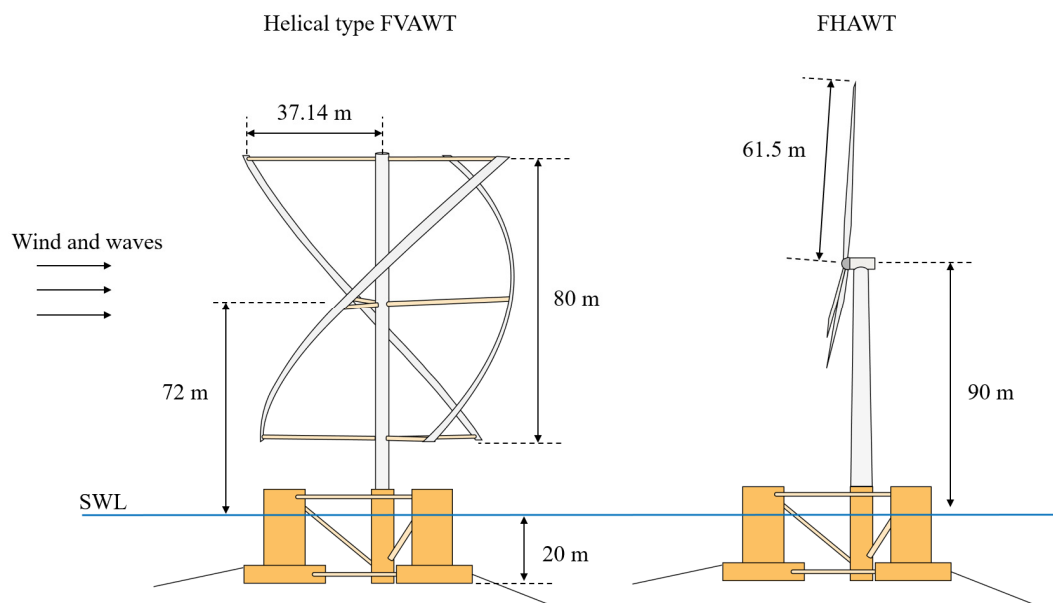 Helical type FVAWT
FHAWT
37.14 m
61.5 m
Wind and waves
80 m
72 m
90 m
SWL
20 m